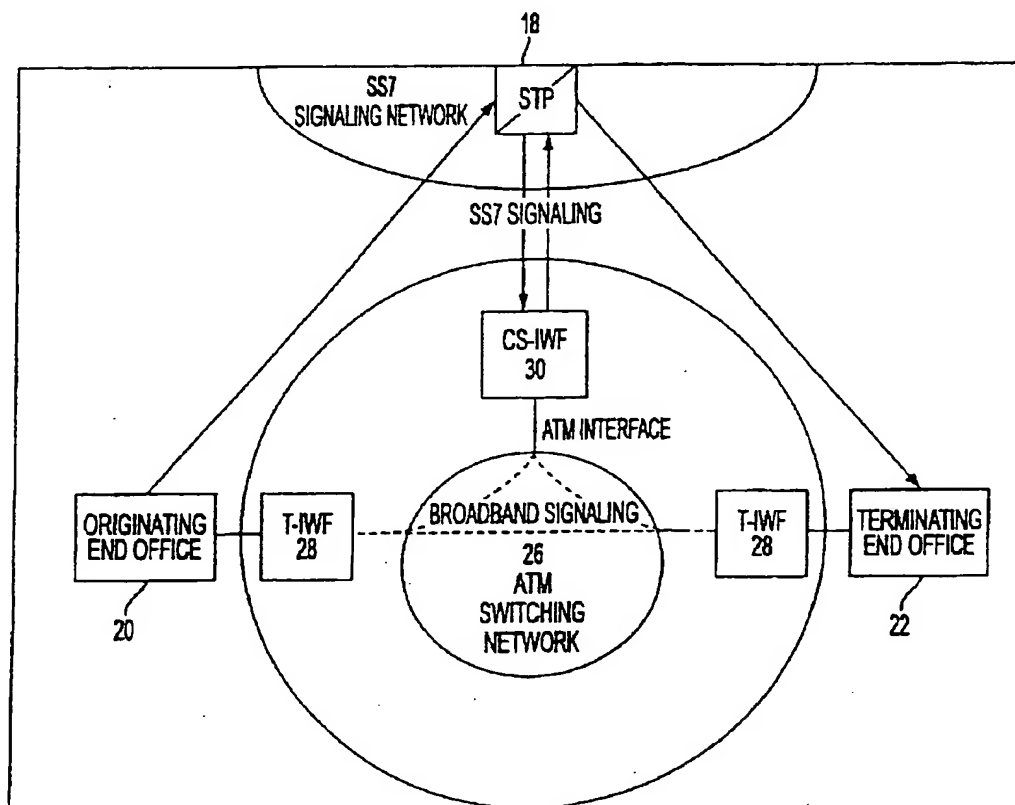 18
SS7
SIGNALING NETWORK
STP
SS7 SIGNALING
CS-IWF
30
ATM INTERFACE
ORIGINATING
END OFFICE
T-IWF
28
BROADBAND SIGNALING
26
ATM
SWITCHING
NETWORK
T-IWF
28
TERMINATING
END OFFICE
20
22